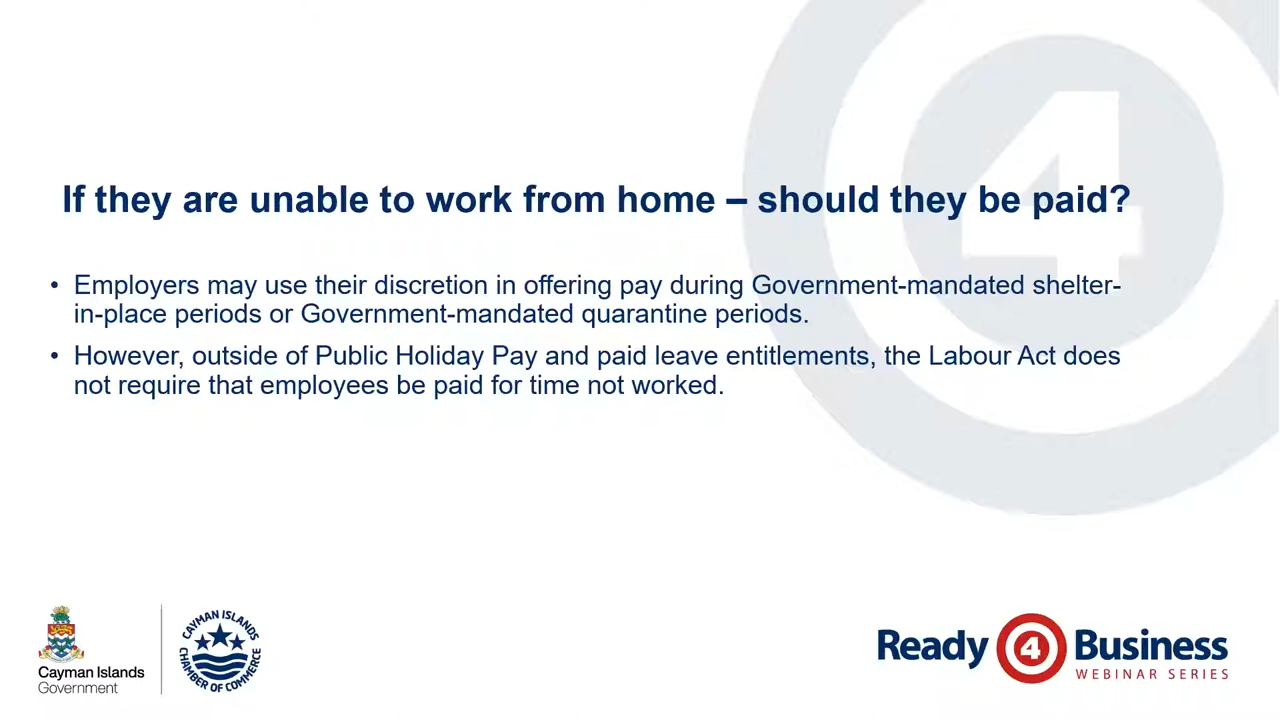 If they are unable to work from home – should they be paid?
• Employers may use their discretion in offering pay during Government-mandated shelter-
in-place periods or Government-mandated quarantine periods.
• However, outside of Public Holiday Pay and paid leave entitlements, the Labour Act does
not require that employees be paid for time not worked.
4
Cayman Islands
Government
CAYMAN ISLANDS
CHAMBER OF COMMERCE
Ready 4 Business
WEBINAR SERIES